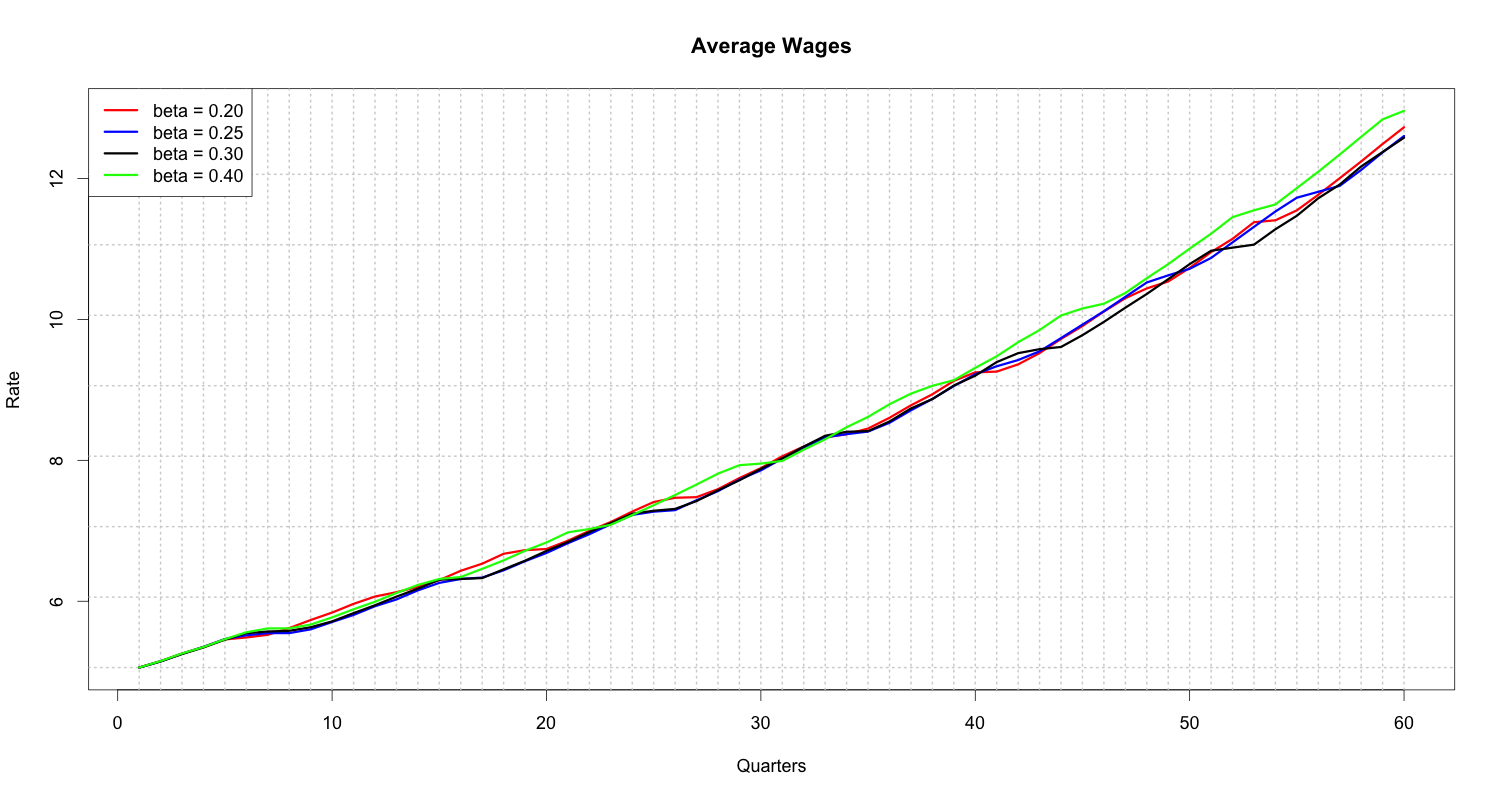 Average Wages
beta = 0.20
beta = 0.25
beta = 0.30
beta = 0.40
12
10
8
6
Rate
0 10 20 30 40 50 60
Quarters